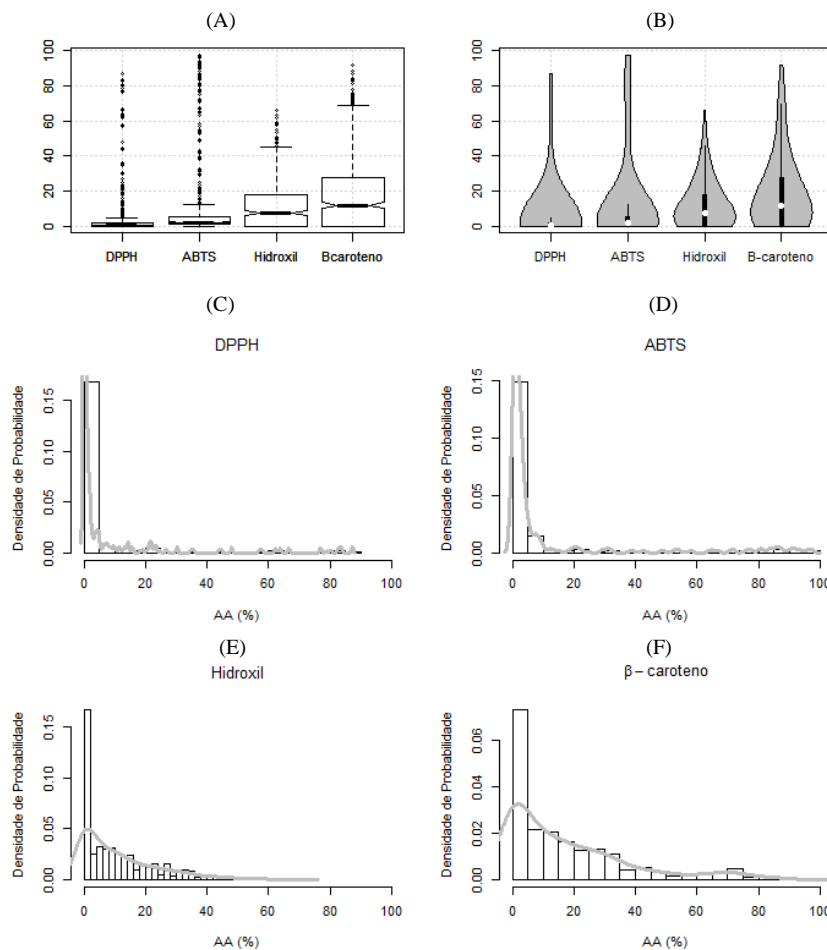 (A)
(B)
0 20 40 60 80 100
DPPH ABTS Hidroxil Bcaroteno
0 20 40 60 80 100
DPPH ABTS Hidroxil B-caroteno
(C)
(D)
DPPH
ABTS
Densidade de Probabilidade
0.00 0.05 0.10 0.15
0 20 40 60 80 100
AA (%)
Densidade de Probabilidade
0.00 0.05 0.10 0.15
0 20 40 60 80 100
AA (%)
(E)
(F)
Hidroxil
β – caroteno
Densidade de Probabilidade
0.00 0.05 0.10 0.15
0 20 40 60 80 100
AA (%)
Densidade de Probabilidade
0.00 0.02 0.04 0.06
0 20 40 60 80 100
AA (%)